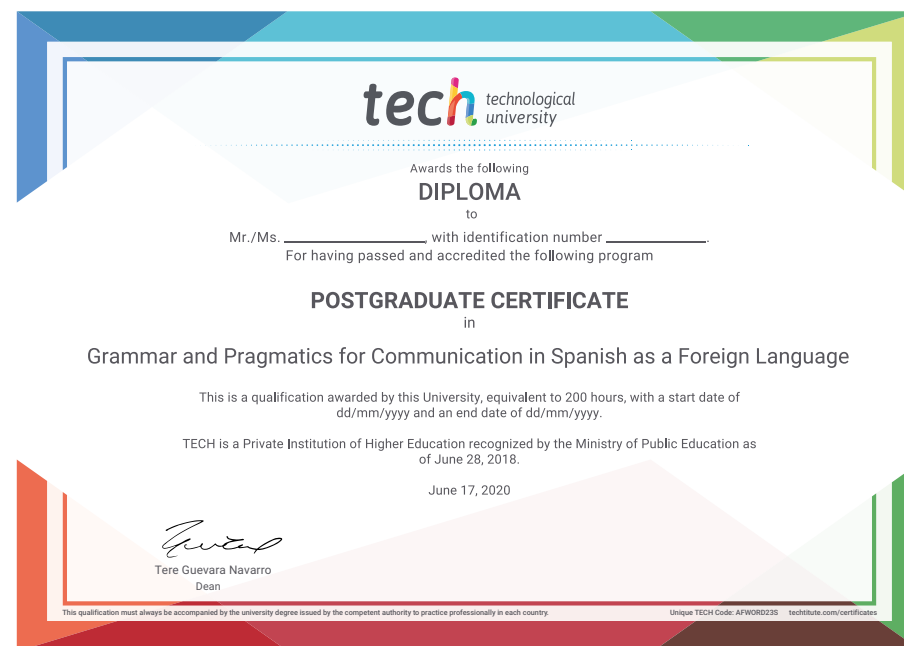 tech technological
university
Awards the following
DIPLOMA
to
Mr./Ms. ____________________, with identification number ______________.
For having passed and accredited the following program
POSTGRADUATE CERTIFICATE
in
Grammar and Pragmatics for Communication in Spanish as a Foreign Language
This is a qualification awarded by this University, equivalent to 200 hours, with a start date of
dd/mm/yyyy and an end date of dd/mm/yyyy.
TECH is a Private Institution of Higher Education recognized by the Ministry of Public Education as
of June 28, 2018.
June 17, 2020
Tere Guevara Navarro
Dean
This qualification must always be accompanied by the university degree issued by the competent authority to practice professionally in each country. Unique TECH Code: AFWORD23S techtitute.com/certificates